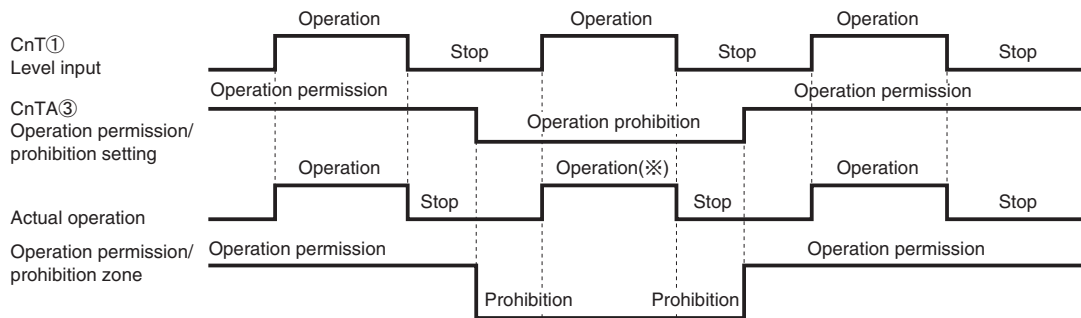 Operation Operation Operation
CnT① Stop Stop Stop
Level input
Operation permission Operation permission
CnTA③
Operation permission/ Operation prohibition
prohibition setting
Operation Operation(※) Operation
Actual operation Stop Stop Stop
Operation permission/ Operation permission Operation permission
prohibition zone
Prohibition Prohibition